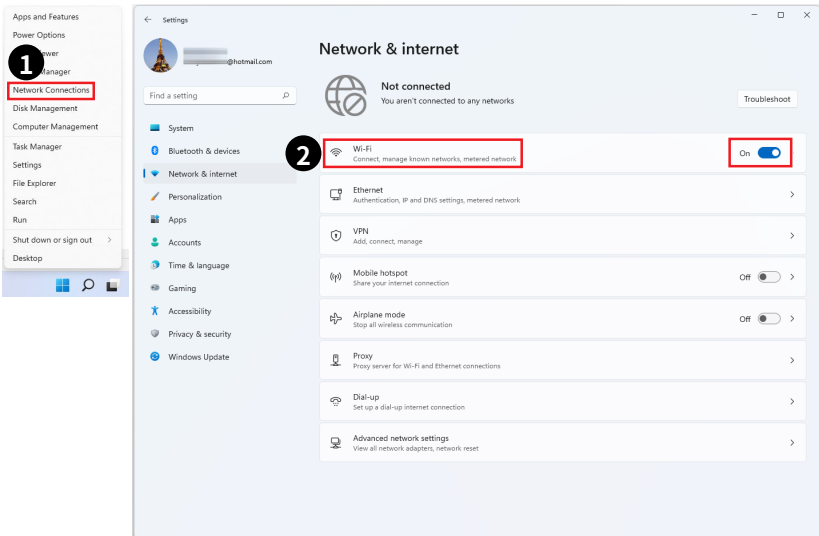 Apps and Features
Power Options
ewer
1
Manager
Network Connections
Disk Management
Computer Management
Task Manager
Settings
File Explorer
Search
Run
Shut down or sign out
Desktop
Settings
@hotmail.com
Find a setting
System
Bluetooth & devices
Network & internet
Personalization
Apps
Accounts
Time & language
Gaming
Accessibility
Privacy & security
Windows Update
Network & internet
Not connected
You aren't connected to any networks
Troubleshoot
2
Wi-Fi
Connect, manage known networks, metered network
On
Ethernet
Authentication, IP and DNS settings, metered network
VPN
Add, connect, manage
Mobile hotspot
Share your internet connection
Off
Airplane mode
Stop all wireless communication
Off
Proxy
Proxy server for Wi-Fi and Ethernet connections
Dial-up
Set up a dial-up internet connection
Advanced network settings
View all network adapters, network reset